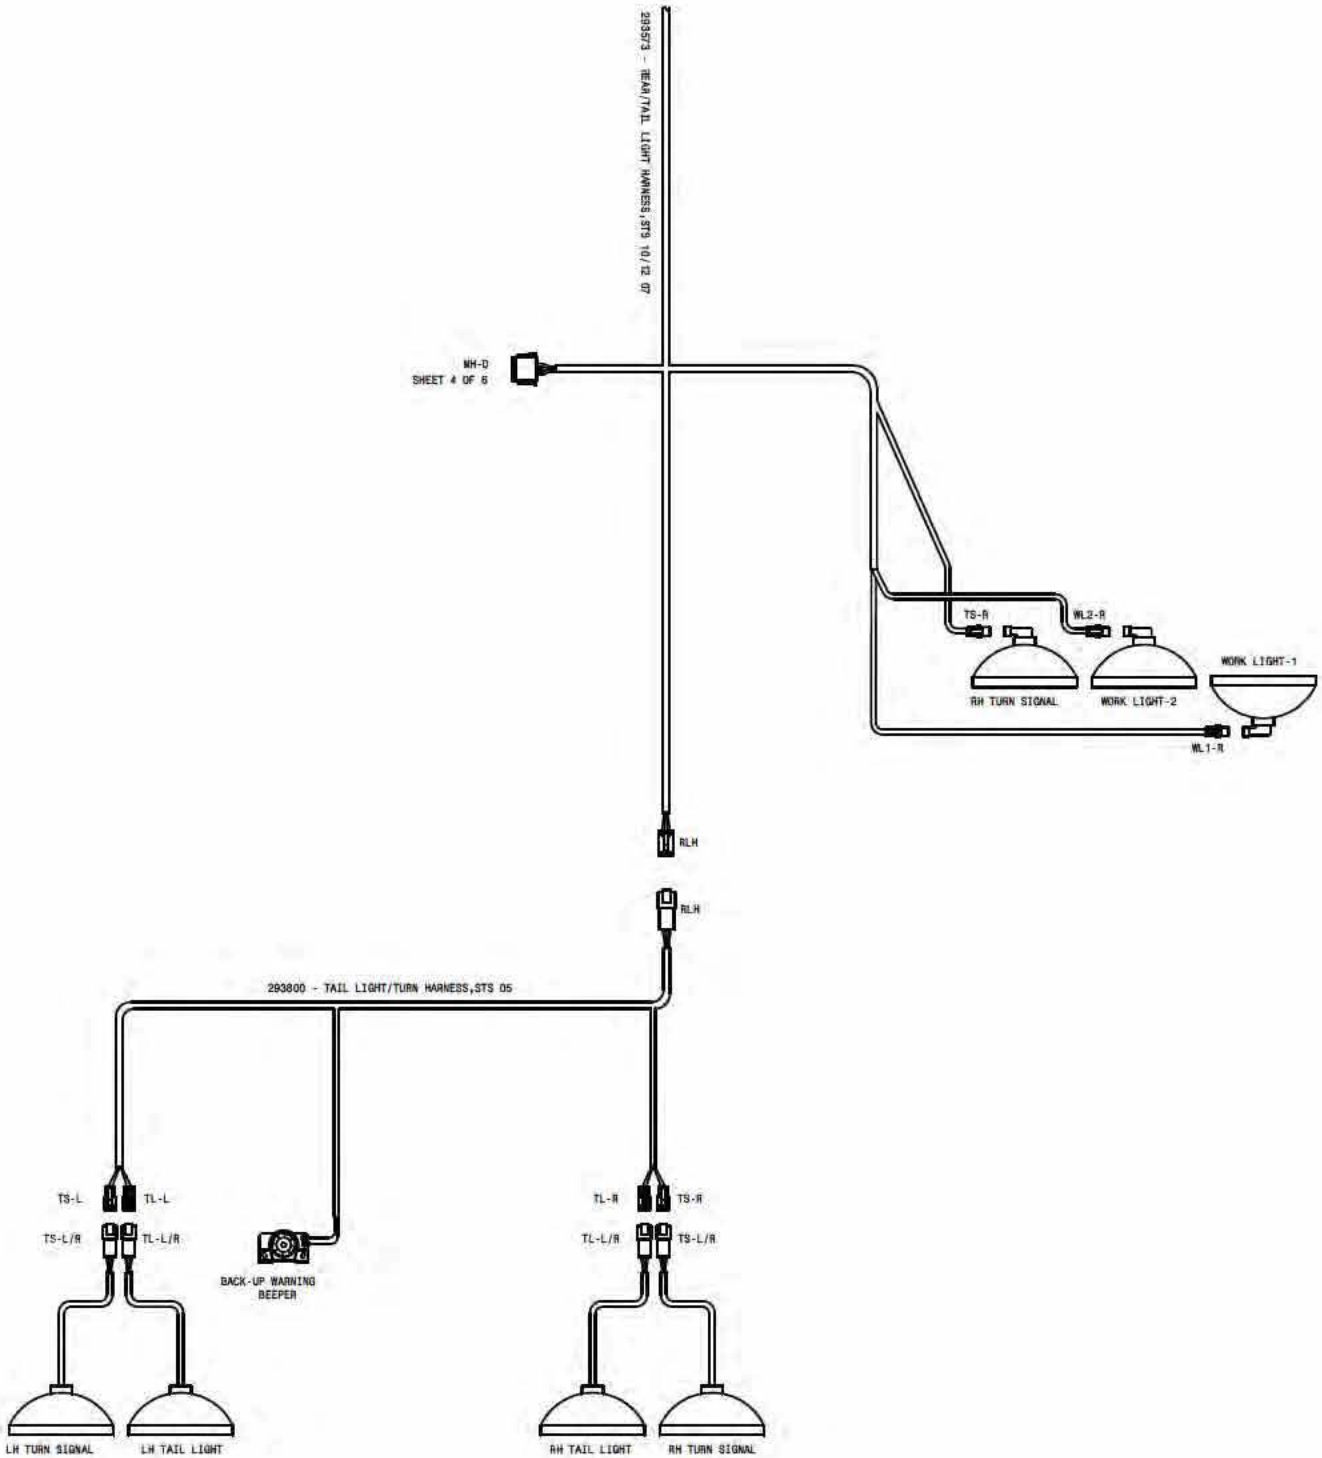 293573 - REAR/TAIL LIGHT HARNESS,STS 10/12 07
MH-D
SHEET 4 OF 6
TS-R
WL2-R
WORK LIGHT-1
RH TURN SIGNAL
WORK LIGHT-2
WL1-R
RLH
RLH
293800 - TAIL LIGHT/TURN HARNESS,STS 05
TS-L
TL-L
TL-R
TS-R
TS-L/R
TL-L/R
TL-L/R
TS-L/R
BACK-UP WARNING
BEEPER
LH TURN SIGNAL
LH TAIL LIGHT
RH TAIL LIGHT
RH TURN SIGNAL